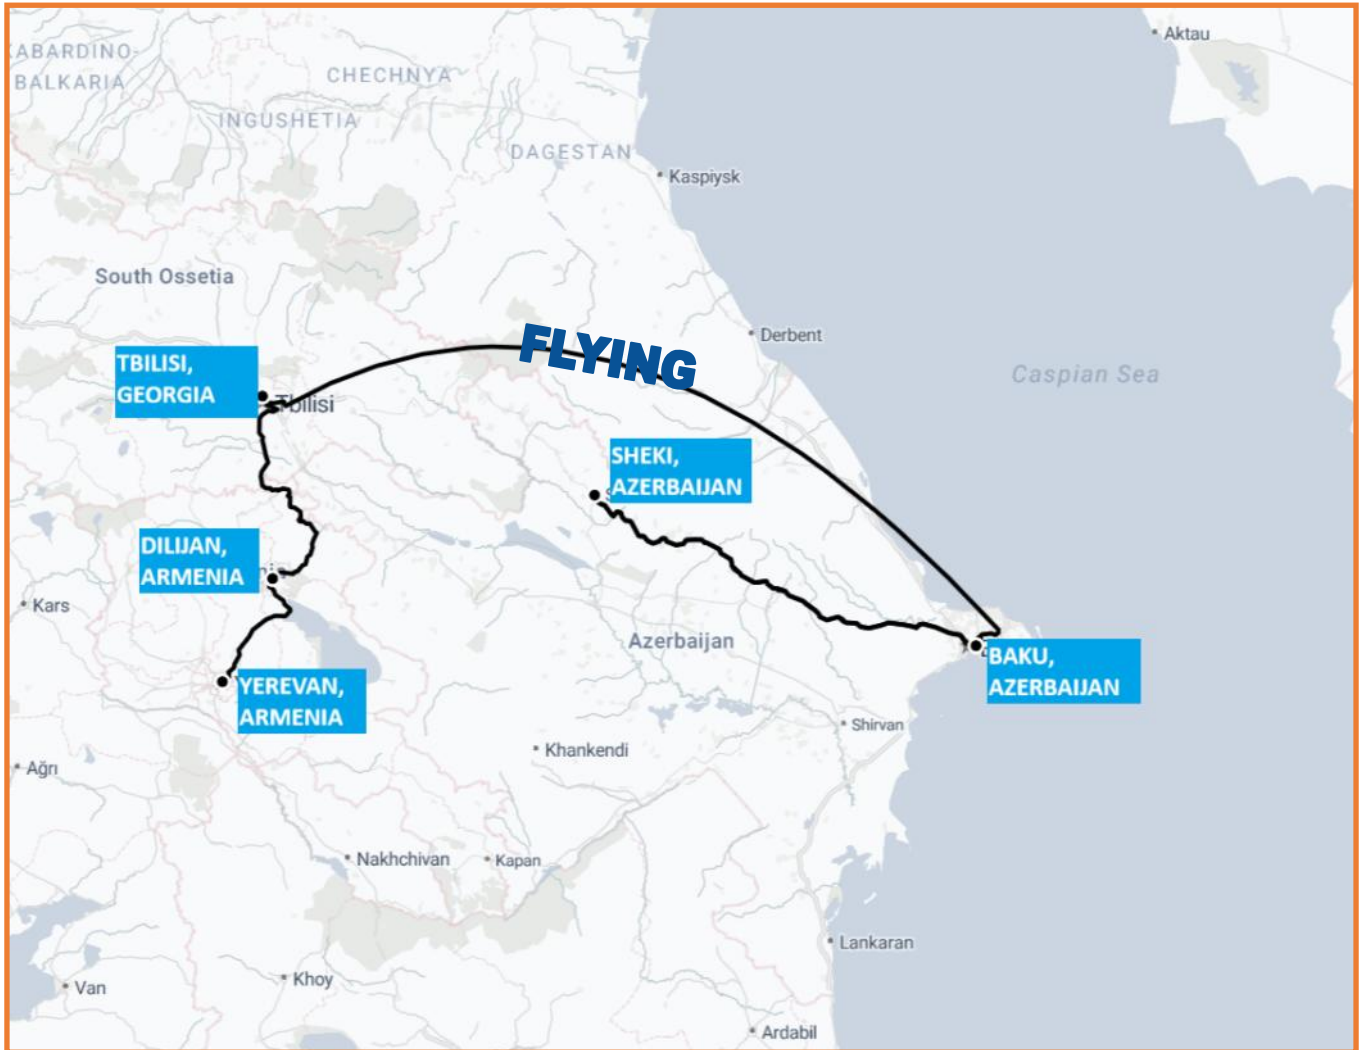 Aktau
KABARDINO-
BALKARIA
CHECHNYA
INGUSHETIA
DAGESTAN
Kaspiysk
South Ossetia
FLYING
Derbent
TBILISI,
GEORGIA
Tbilisi
Caspian Sea
SHEKI,
AZERBAIJAN
DILIJAN,
ARMENIA
Kars
Azerbaijan
BAKU,
AZERBAIJAN
YEREVAN,
ARMENIA
Shirvan
Khankendi
Ağrı
Nakhchivan
Kapan
Lankaran
Khoy
Van
Ardabil